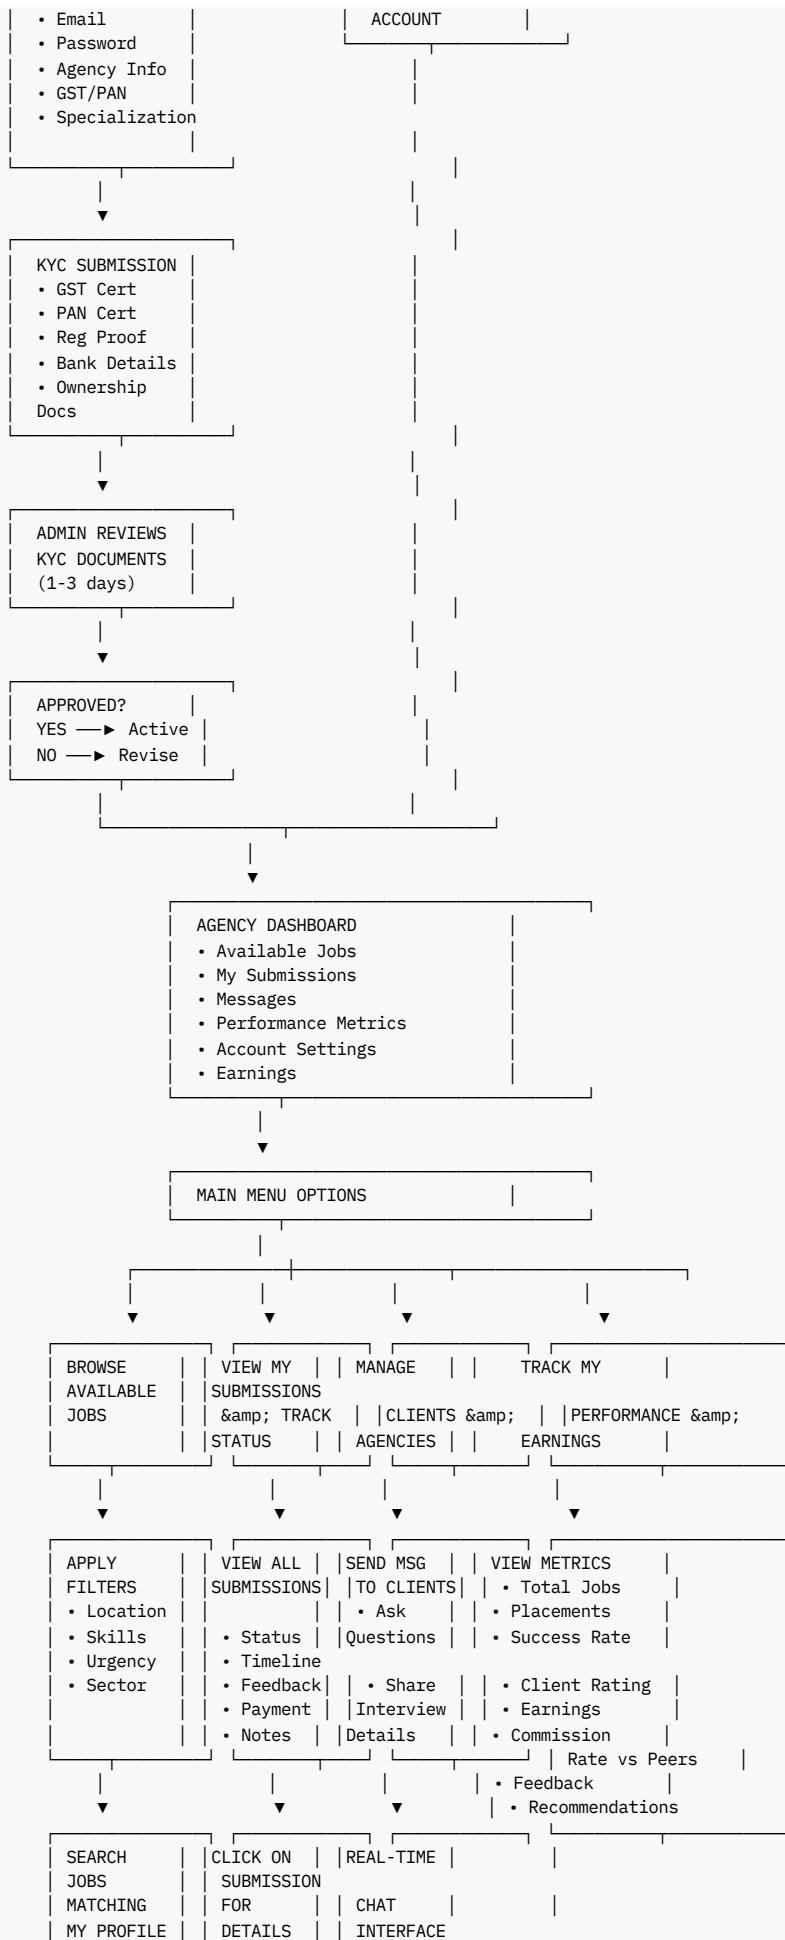 • Email ACCOUNT
• Password
• Agency Info
• GST/PAN
• Specialization
KYC SUBMISSION
• GST Cert
• PAN Cert
• Reg Proof
• Bank Details
• Ownership
Docs
ADMIN REVIEWS
KYC DOCUMENTS
(1-3 days)
APPROVED?
YES ──► Active
NO ──► Revise
AGENCY DASHBOARD
• Available Jobs
• My Submissions
• Messages
• Performance Metrics
• Account Settings
• Earnings
MAIN MENU OPTIONS
BROWSE VIEW MY MANAGE TRACK MY
AVAILABLE SUBMISSIONS
JOBS &amp; TRACK CLIENTS &amp; PERFORMANCE &amp;
STATUS AGENCIES EARNINGS
APPLY VIEW ALL SEND MSG VIEW METRICS
FILTERS SUBMISSIONS TO CLIENTS • Total Jobs
• Location • Ask • Placements
• Skills • Status Questions • Success Rate
• Urgency • Timeline
• Sector • Feedback • Share • Client Rating
• Payment Interview • Earnings
• Notes Details • Commission
Rate vs Peers
• Feedback
• Recommendations
SEARCH CLICK ON REAL-TIME
JOBS SUBMISSION
MATCHING FOR CHAT
MY PROFILE DETAILS INTERFACE